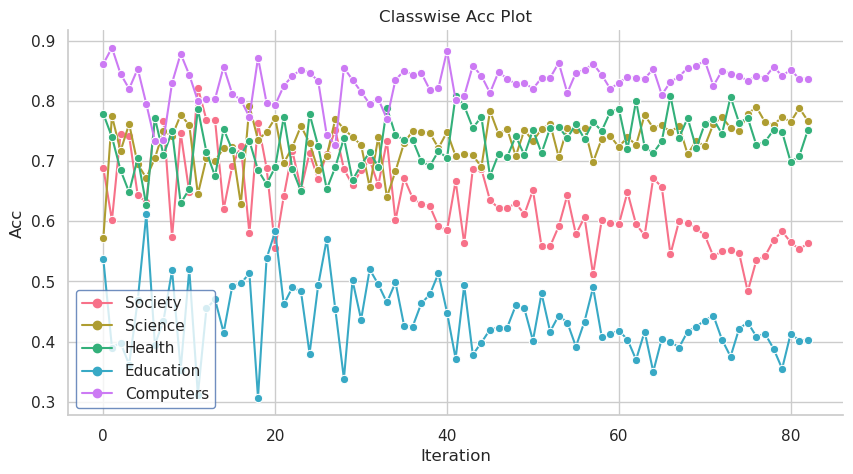 Classwise Acc Plot
0.9
0.8
0.7
0.6
0.5
0.4
0.3
Acc
Society
Science
Health
Education
Computers
0 20 40 60 80
Iteration